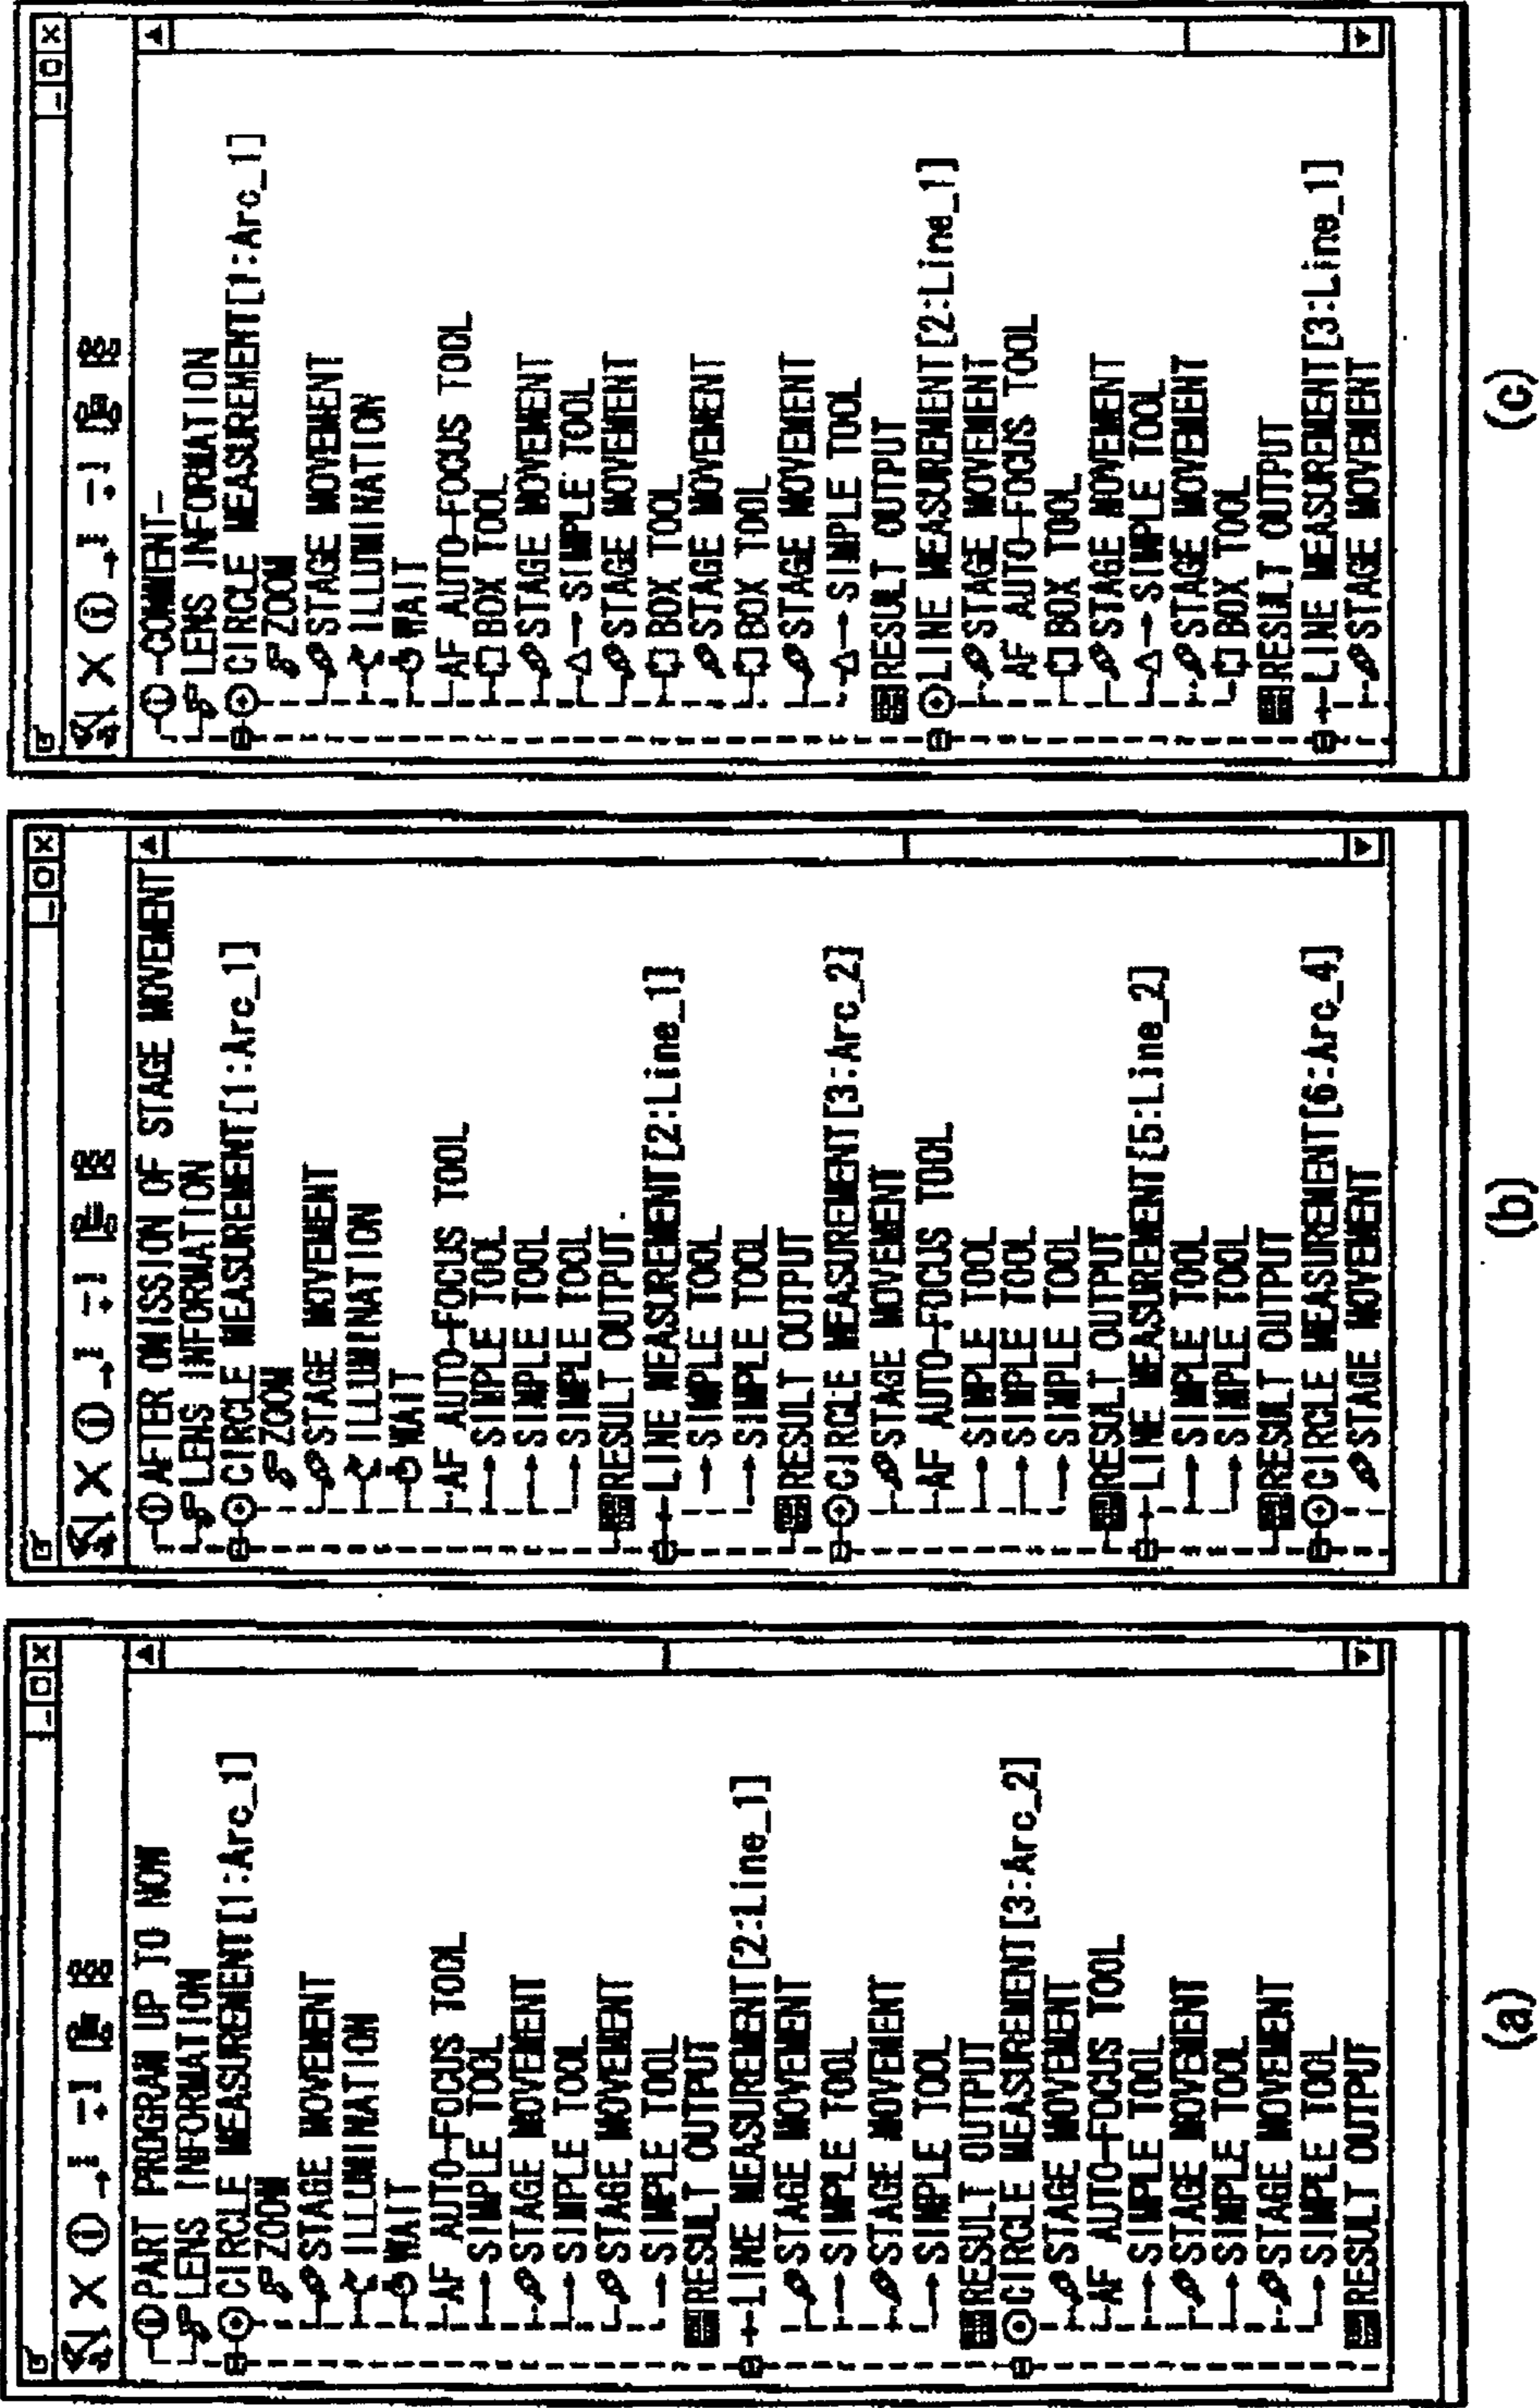 PART PROGRAM UP TO NOW
LENS INFORMATION
CIRCLE MEASUREMENT[1:Arc_1]
ZOOM
STAGE MOVEMENT
ILLUMINATION
WAIT
AF AUTO-FOCUS TOOL
SIMPLE TOOL
STAGE MOVEMENT
SIMPLE TOOL
STAGE MOVEMENT
SIMPLE TOOL
RESULT OUTPUT
LINE MEASUREMENT[2:Line_1]
STAGE MOVEMENT
SIMPLE TOOL
STAGE MOVEMENT
SIMPLE TOOL
RESULT OUTPUT
CIRCLE MEASUREMENT[3:Arc_2]
STAGE MOVEMENT
AF AUTO-FOCUS TOOL
SIMPLE TOOL
STAGE MOVEMENT
SIMPLE TOOL
STAGE MOVEMENT
SIMPLE TOOL
RESULT OUTPUT
(a)
AFTER OMISSION OF STAGE MOVEMENT
LENS INFORMATION
CIRCLE MEASUREMENT[1:Arc_1]
ZOOM
STAGE MOVEMENT
ILLUMINATION
WAIT
AF AUTO-FOCUS TOOL
SIMPLE TOOL
SIMPLE TOOL
SIMPLE TOOL
RESULT OUTPUT
LINE MEASUREMENT[2:Line_1]
SIMPLE TOOL
SIMPLE TOOL
RESULT OUTPUT
CIRCLE MEASUREMENT[3:Arc_2]
STAGE MOVEMENT
AF AUTO-FOCUS TOOL
SIMPLE TOOL
SIMPLE TOOL
SIMPLE TOOL
RESULT OUTPUT
LINE MEASUREMENT[5:Line_2]
SIMPLE TOOL
SIMPLE TOOL
RESULT OUTPUT
CIRCLE MEASUREMENT[6:Arc_4]
STAGE MOVEMENT
(b)
-COMMENT-
LENS INFORMATION
CIRCLE MEASUREMENT[1:Arc_1]
ZOOM
STAGE MOVEMENT
ILLUMINATION
WAIT
AF AUTO-FOCUS TOOL
BOX TOOL
STAGE MOVEMENT
SIMPLE TOOL
STAGE MOVEMENT
BOX TOOL
STAGE MOVEMENT
BOX TOOL
STAGE MOVEMENT
SIMPLE TOOL
RESULT OUTPUT
LINE MEASUREMENT[2:Line_1]
STAGE MOVEMENT
AF AUTO-FOCUS TOOL
BOX TOOL
STAGE MOVEMENT
SIMPLE TOOL
STAGE MOVEMENT
BOX TOOL
RESULT OUTPUT
LINE MEASUREMENT[3:Line_1]
STAGE MOVEMENT
(c)